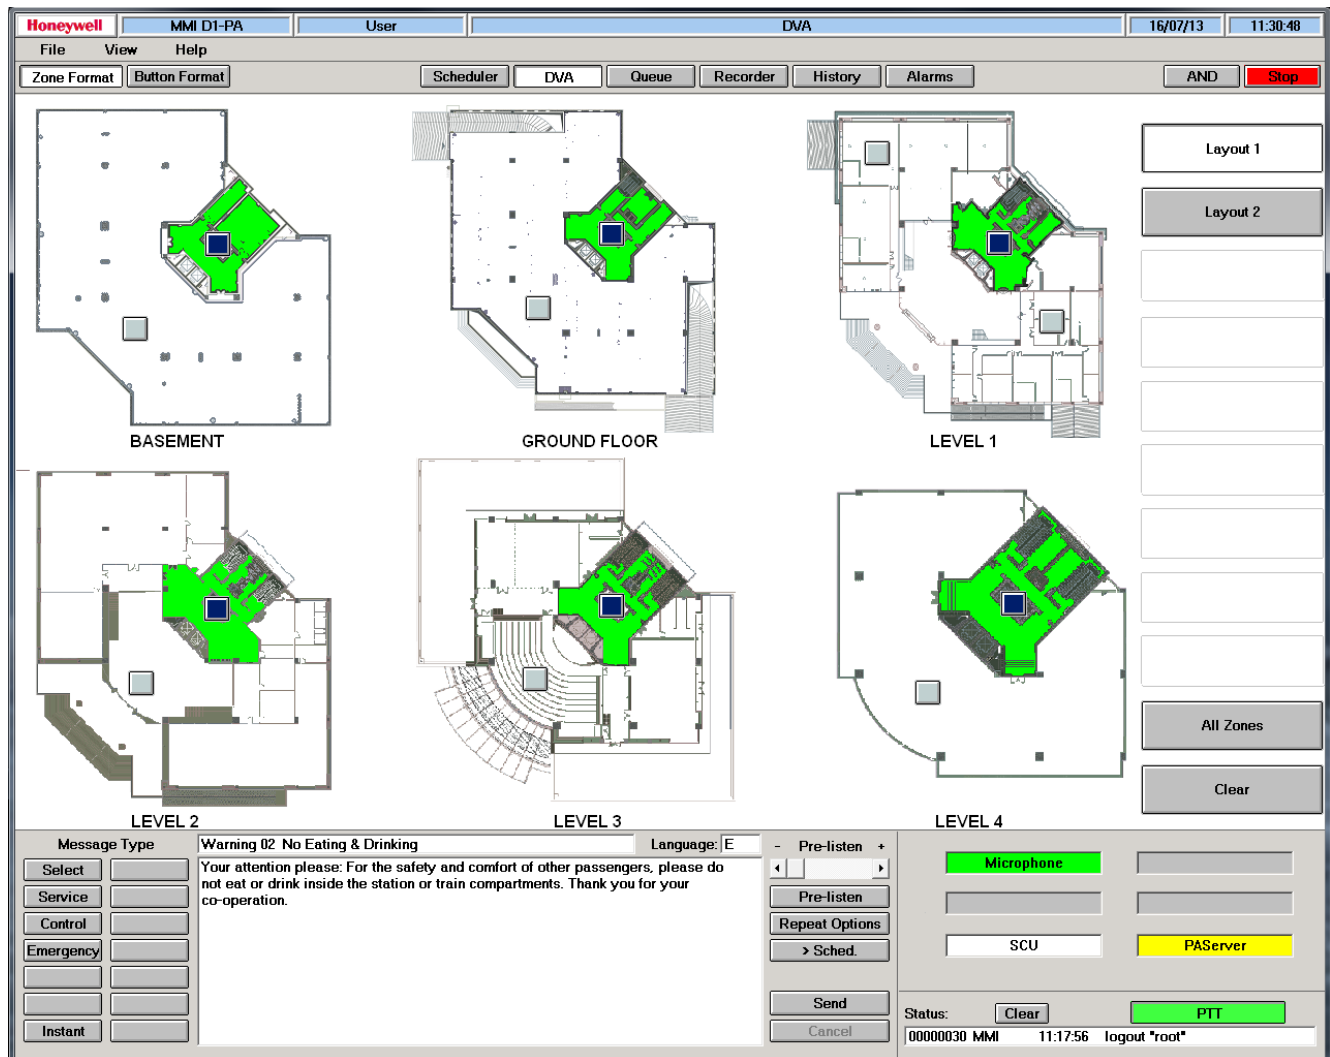 Honeywell MMI D1-PA User DVA 16/07/13 11:30:48
File View Help
Zone Format Button Format Scheduler DVA Queue Recorder History Alarms AND Stop
Layout 1
Layout 2
BASEMENT GROUND FLOOR LEVEL 1
All Zones
Clear
LEVEL 2 LEVEL 3 LEVEL 4
Message Type Warning 02 No Eating & Drinking Language: E - Pre-listen +
Select
Service
Control
Emergency
Instant
Your attention please: For the safety and comfort of other passengers, please do
not eat or drink inside the station or train compartments. Thank you for your
co-operation.
Pre-listen
Repeat Options
> Sched.
Send
Cancel
Microphone
SCU PAServer
Status: Clear PTT
00000030 MMI 11:17:56 logout "root"